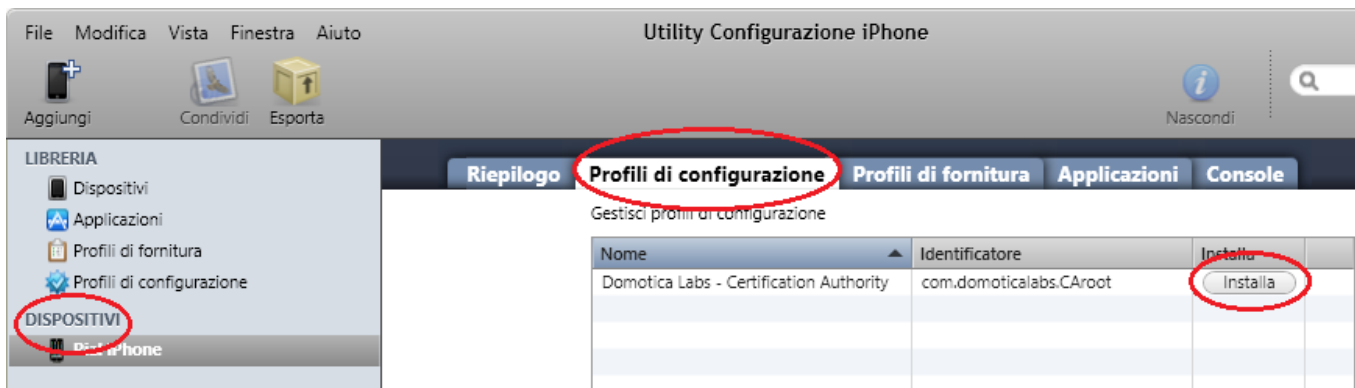 File Modifica Vista Finestra Aiuto
Utility Configurazione iPhone
Aggiungi Condividi Esporta Nascondi
LIBRERIA
Dispositivi
Applicazioni
Profili di fornitura
Profili di configurazione
DISPOSITIVI
iPhone
Riepilogo Profili di configurazione Profili di fornitura Applicazioni Console
Gestisci profili di configurazione
Nome Identificatore Installa
Domotica Labs - Certification Authority com.domoticalabs.CAroot Installa